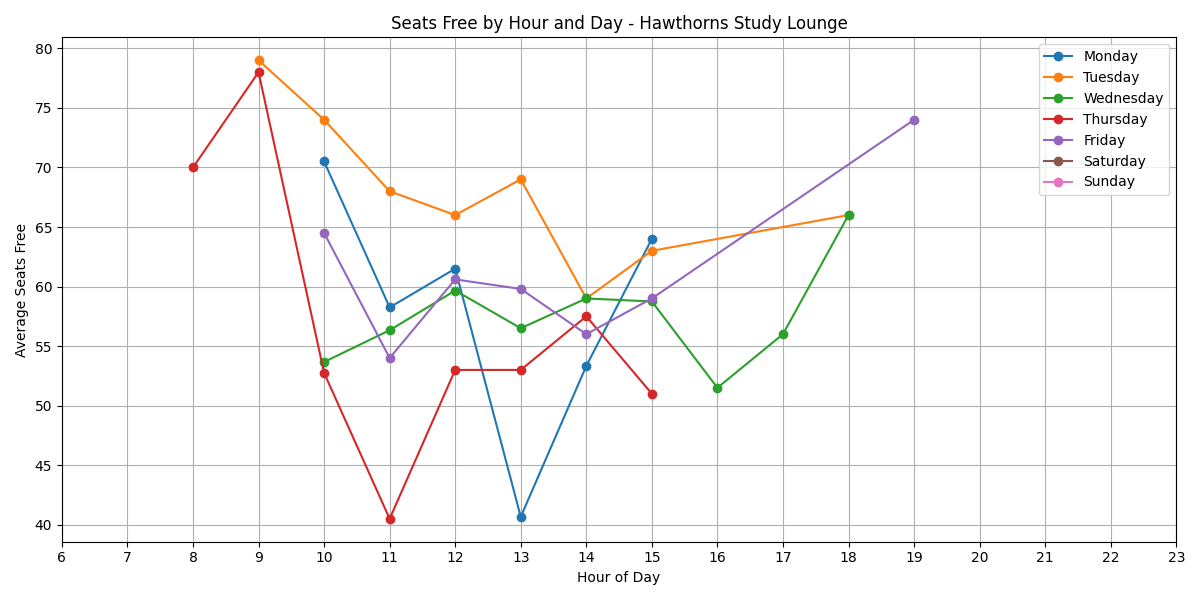 Seats Free by Hour and Day - Hawthorns Study Lounge
Average Seats Free
80
75
70
65
60
55
50
45
40
Monday
Tuesday
Wednesday
Thursday
Friday
Saturday
Sunday
6 7 8 9 10 11 12 13 14 15 16 17 18 19 20 21 22 23
Hour of Day